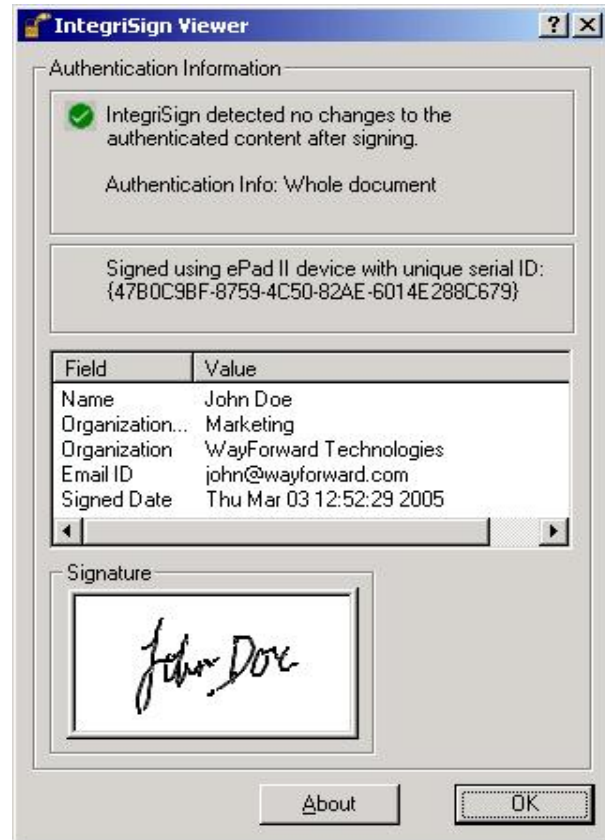 IntegriSign Viewer
Authentication Information
IntegriSign detected no changes to the
authenticated content after signing.
Authentication Info: Whole document
Signed using ePad II device with unique serial ID:
{47B0C9BF-8759-4C50-82AE-6014E288C679}
Field Value
Name John Doe
Organization... Marketing
Organization WayForward Technologies
Email ID john@wayforward.com
Signed Date Thu Mar 03 12:52:29 2005
Signature
John Doe
About OK